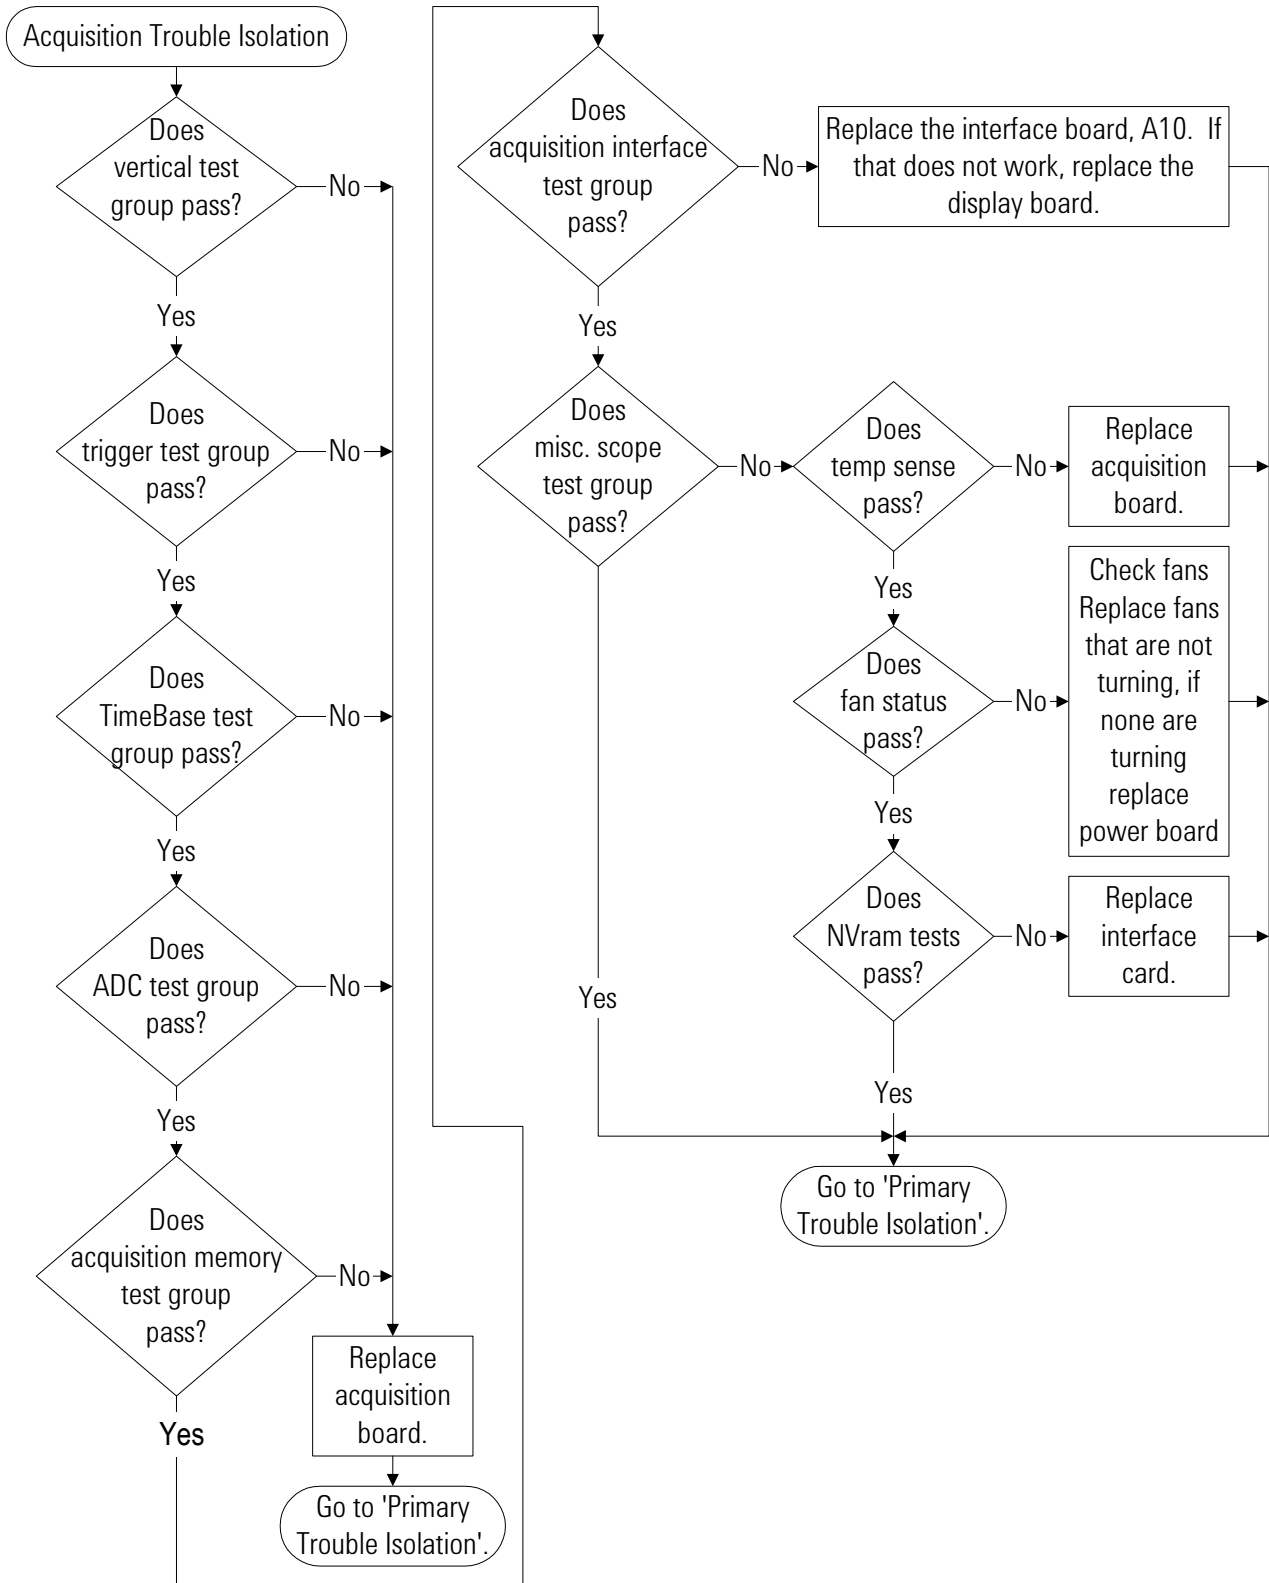 Acquisition Trouble Isolation
Does
vertical test
group pass?
No
Yes
Does
trigger test group
pass?
No
Yes
Does
TimeBase test
group pass?
No
Yes
Does
ADC test group
pass?
No
Yes
Does
acquisition memory
test group
pass?
No
Yes
Replace
acquisition
board.
Go to 'Primary
Trouble Isolation'.
Does
acquisition interface
test group
pass?
No
Replace the interface board, A10. If
that does not work, replace the
display board.
Yes
Does
misc. scope
test group
pass?
No
Yes
Does
temp sense
pass?
No
Replace
acquisition
board.
Yes
Does
fan status
pass?
No
Check fans
Replace fans
that are not
turning, if
none are
turning
replace
power board
Yes
Does
NVram tests
pass?
No
Replace
interface
card.
Yes
Go to 'Primary
Trouble Isolation'.